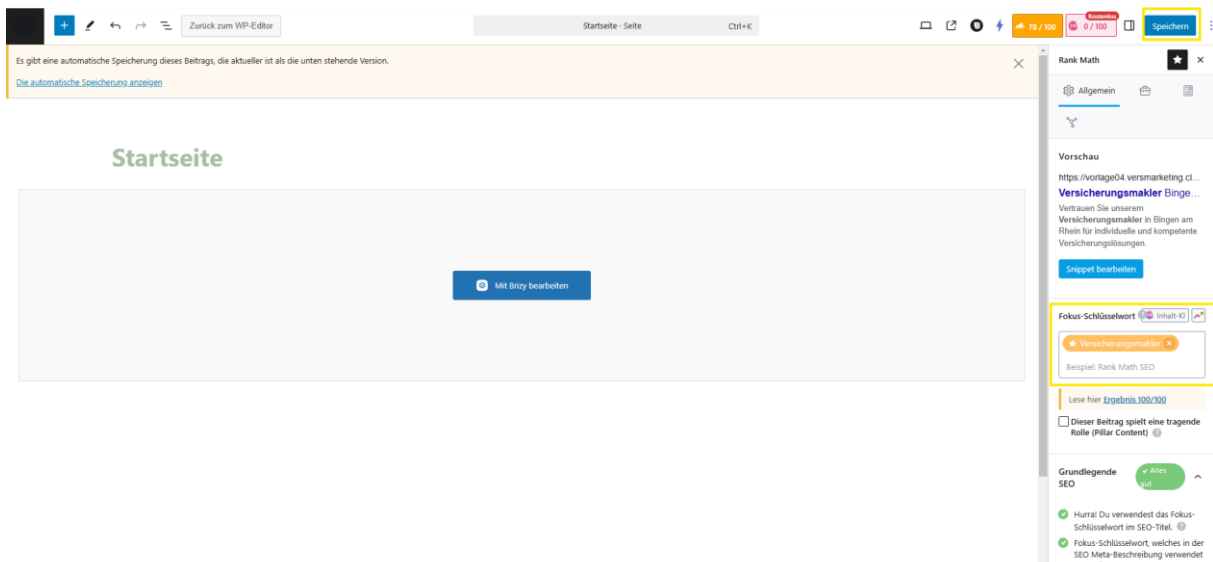 Zurück zum WP-Editor
Startseite - Seite
Ctrl+K
78 / 100
Kostenlos
0 / 100
Speichern
Es gibt eine automatische Speicherung dieses Beitrags, die aktueller ist als die unten stehende Version.
Die automatische Speicherung anzeigen
Startseite
Mit Brizy bearbeiten
Rank Math
Allgemein
Vorschau
https://vorlage04.versmarketing.cl...
Versicherungsmakler Binge...
Vertrauen Sie unserem
Versicherungsmakler in Bingen am
Rhein für individuelle und kompetente
Versicherungslösungen.
Snippet bearbeiten
Fokus-Schlüsselwort
Inhalt-KI
Versicherungsmakler
Beispiel: Rank Math SEO
Lese hier Ergebnis 100/100
Dieser Beitrag spielt eine tragende
Rolle (Pillar Content)
Grundlegende
SEO
Alles
gut
Hurra! Du verwendest das Fokus-
Schlüsselwort im SEO-Titel.
Fokus-Schlüsselwort, welches in der
SEO Meta-Beschreibung verwendet